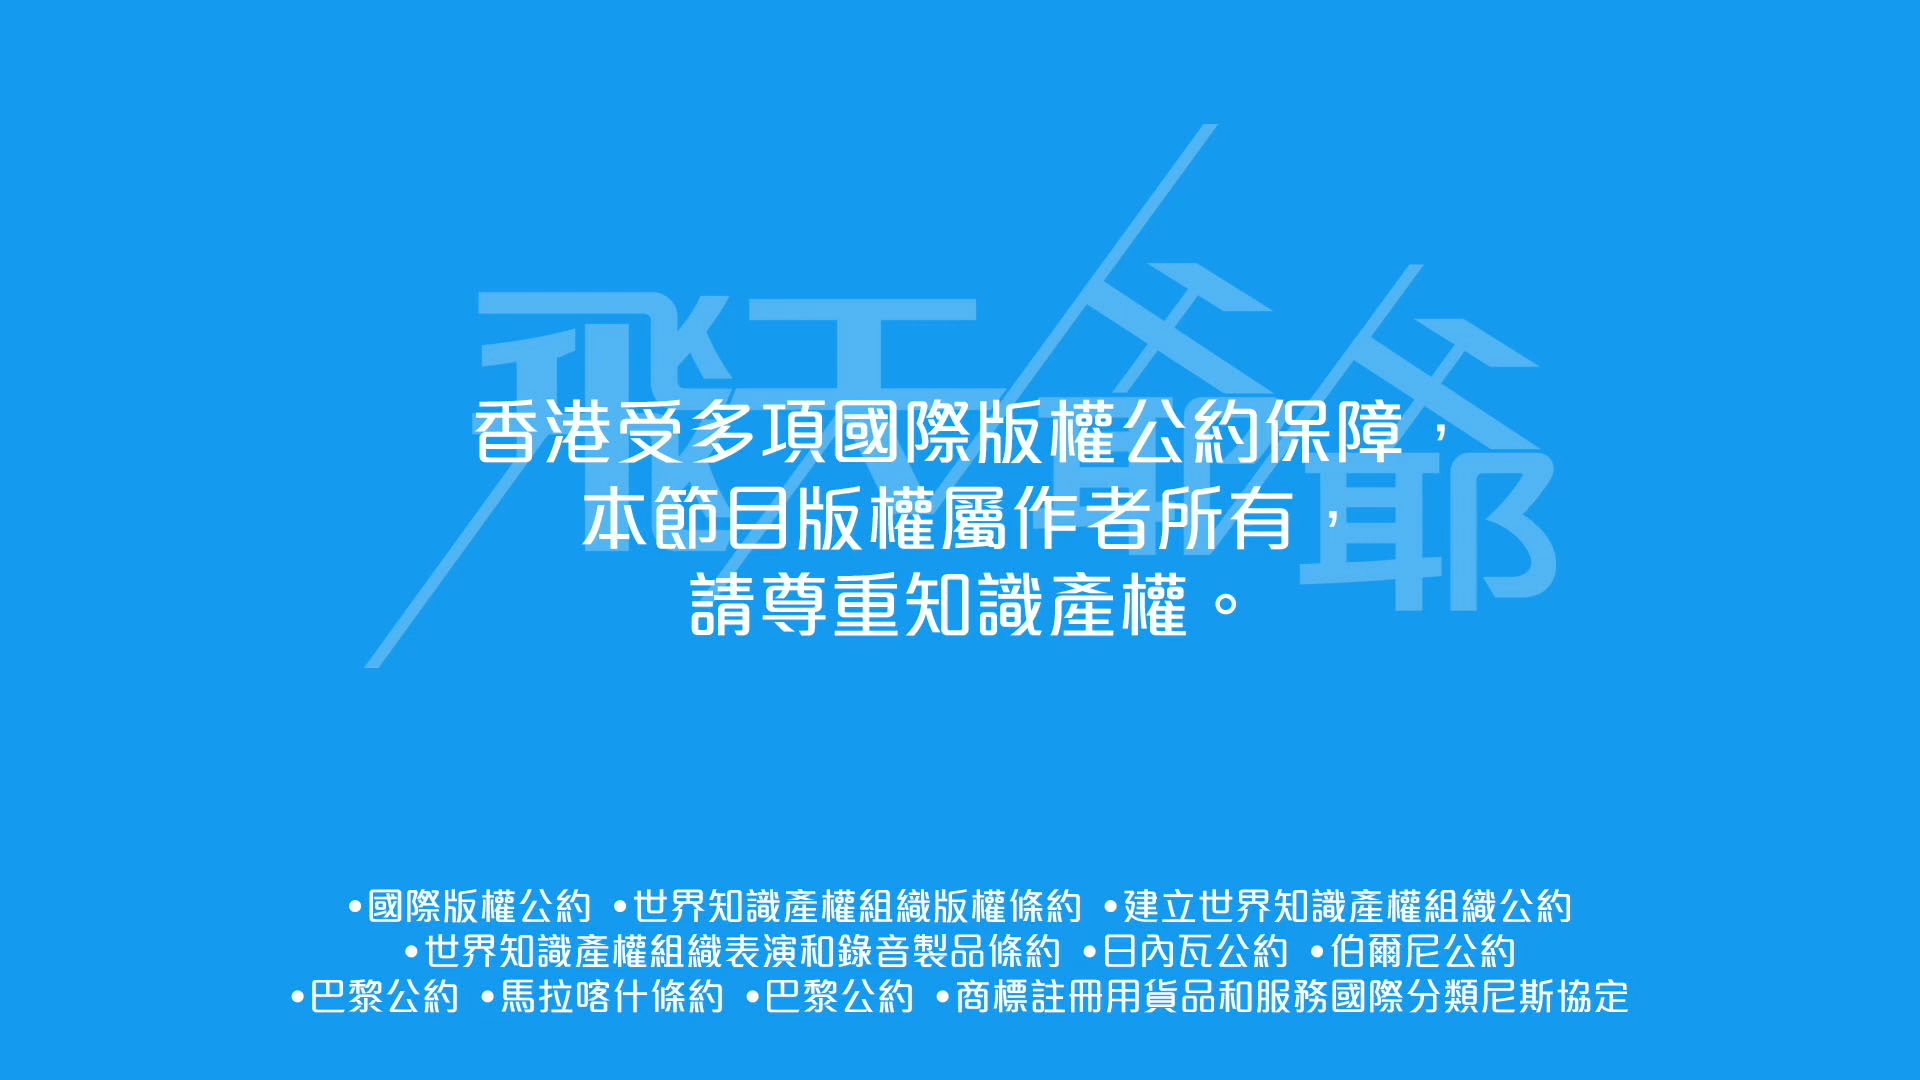 飛天爺爺
香港受多項國際版權公約保障，
本節目版權屬作者所有，
請尊重知識產權。
•國際版權公約 •世界知識產權組織版權條約 •建立世界知識產權組織公約
•世界知識產權組織表演和錄音製品條約 •日內瓦公約 •伯爾尼公約
•巴黎公約 •馬拉喀什條約 •巴黎公約 •商標註冊用貨品和服務國際分類尼斯協定